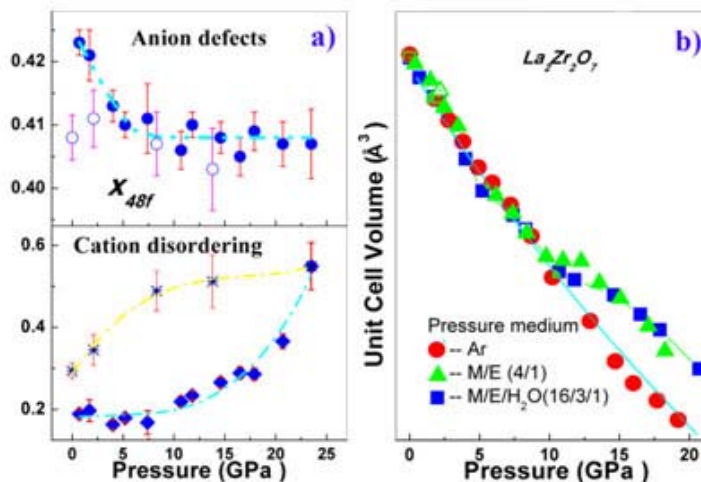 a)
Anion defects
0.425
0.41
0.40
X48f
Cation disordering
0.6
0.4
0.2
0 5 10 15 20 25
Pressure (GPa)
b)
La2Zr2O7
Unit Cell Volume (Å³)
Pressure medium
-- Ar
-- M/E (4/1)
-- M/E/H2O(16/3/1)
0 5 10 15 20
Pressure (GPa )